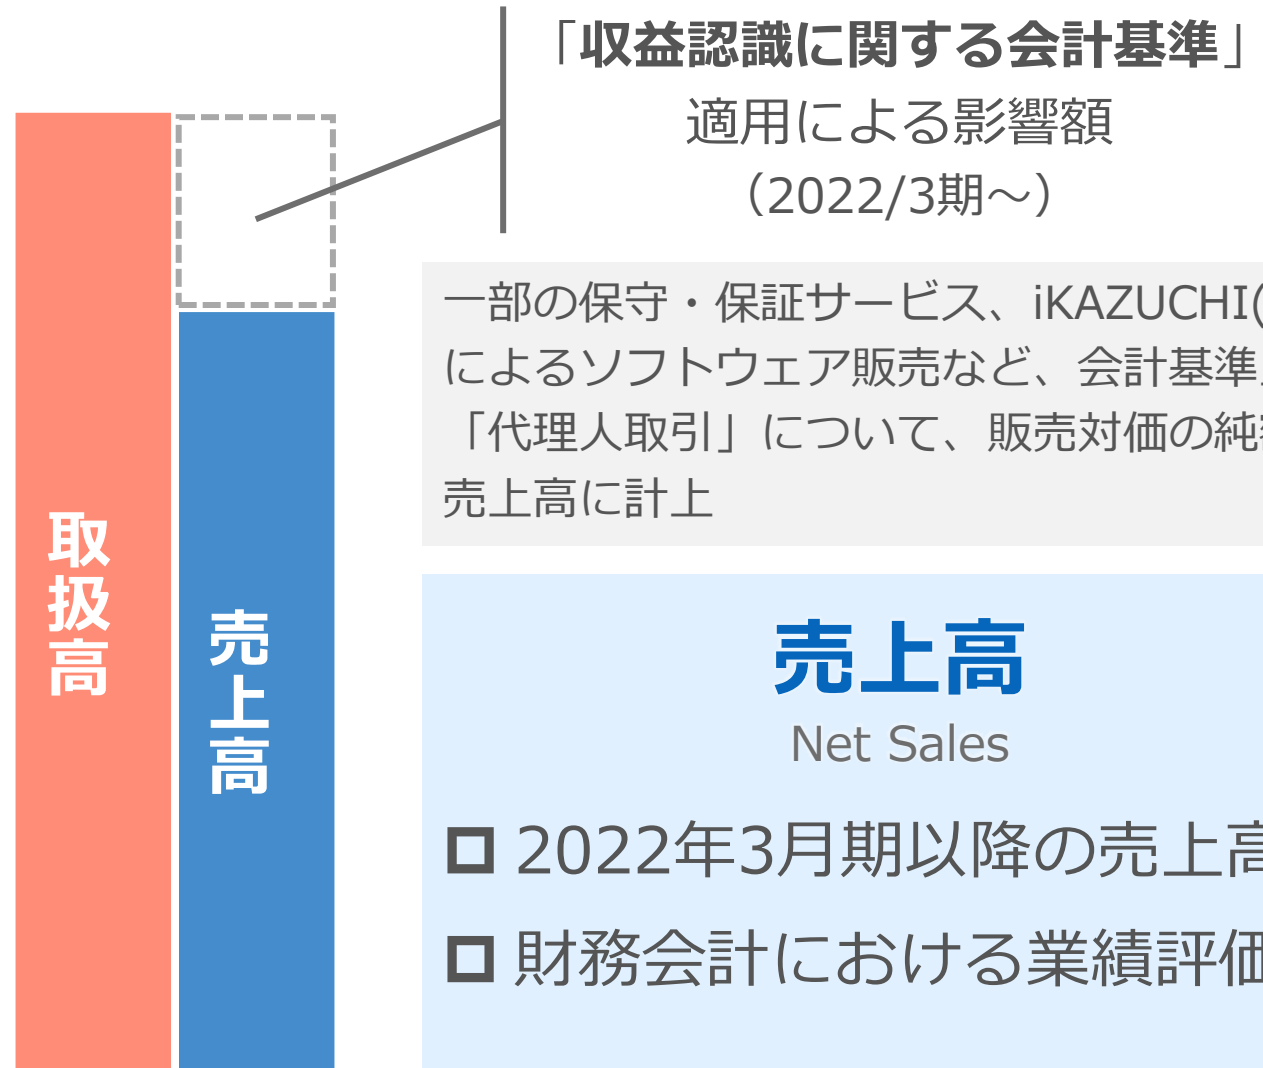 「収益認識に関する会計基準」
適用による影響額
（2022/3期～）
一部の保守・保証サービス、iKAZUCHI(
によるソフトウェア販売など、会計基準
「代理人取引」について、販売対価の純
売上高に計上
取扱高
売上高
売上高
Net Sales
2022年3月期以降の売上高
財務会計における業績評価